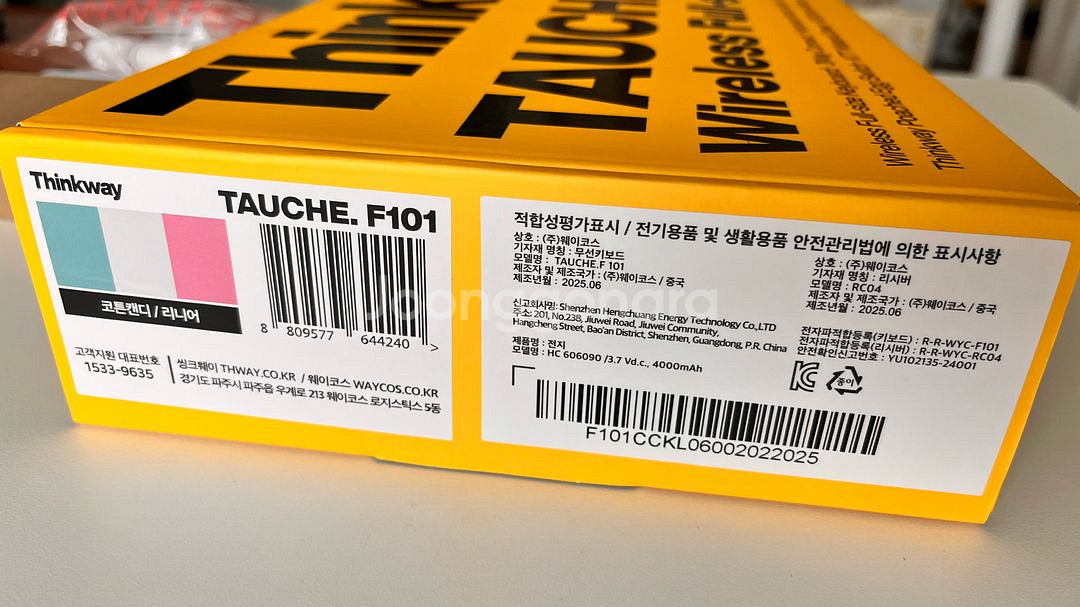 Think
TAUCH
Wireless Full-
Thinkway
TAUCHE. F101
코튼캔디 / 리니어
8 809577 644240 >
고객지원 대표번호
1533-9635
씽크웨이 THWAY.CO.KR / 웨이코스 WAYCOS.CO.KR
경기도 파주시 파주읍 우계로 213 웨이코스 로지스틱스 5동
적합성평가표시 / 전기용품 및 생활용품 안전관리법에 의한 표시사항
상호 : (주)웨이코스
기자재 명칭 : 무선키보드
모델명 : TAUCHE.F 101
제조자 및 제조국가 : (주)웨이코스 / 중국
제조년월 : 2025.06
상호 : (주)웨이코스
기자재 명칭 : 리시버
모델명 : RC04
제조자 및 제조국가 : (주)웨이코스 / 중국
제조년월 : 2025.06
신고회사명: Shenzhen Hengchuang Energy Technology Co.,LTD
주소: 201, No.238, Jiuwei Road, Jiuwei Community,
Hangcheng Street, Bao'an District, Shenzhen, Guangdong, P.R. China
제품명 : 전지
모델명 : HC 606090 /3.7 Vd.c., 4000mAh
전자파적합등록(키보드) : R-R-WYC-F101
전자파적합등록(리시버) : R-R-WYC-RC04
안전확인신고번호 : YU102135-24001
종이
F101CCKL06002022025
Joongonara